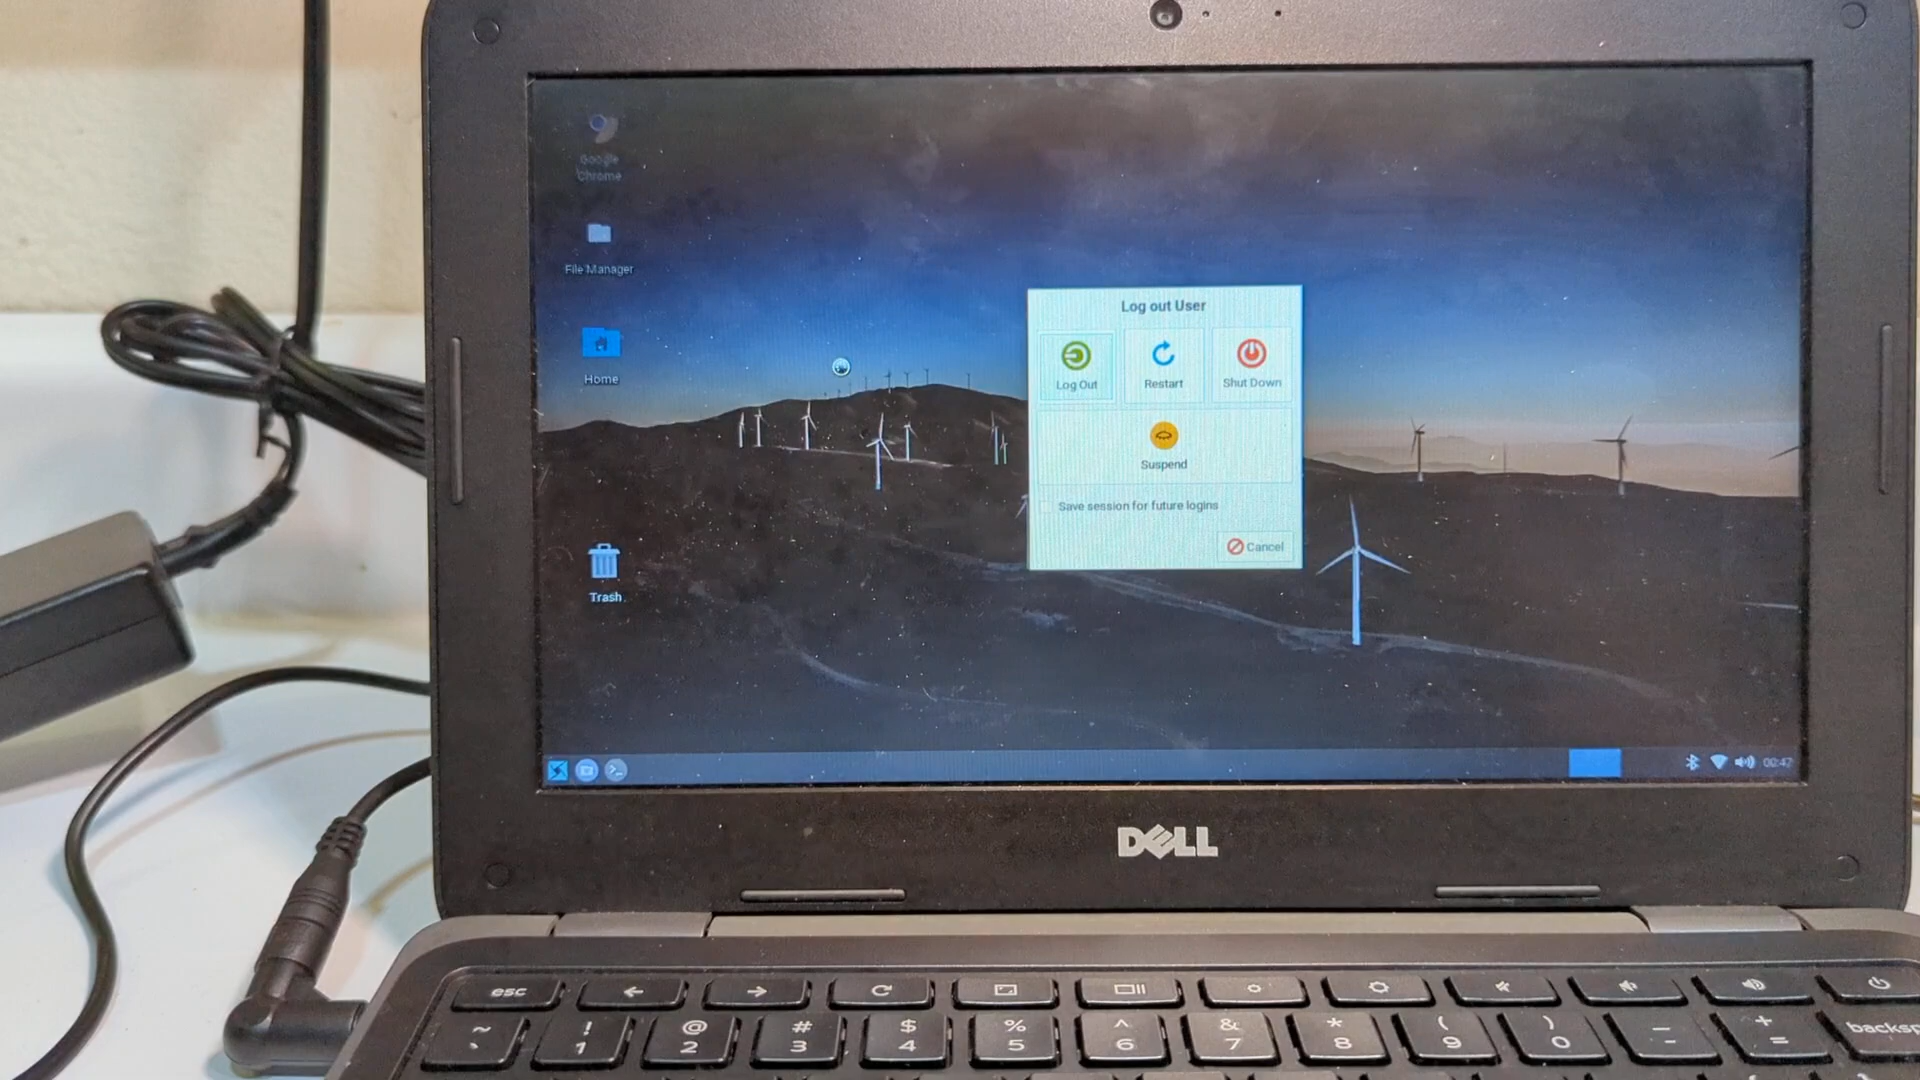 Google
Chrome
File Manager
Home
Trash
Log out User
Log Out
Restart
Shut Down
Suspend
Save session for future logins
Cancel
00:47
DELL
esc
~ ! @ # $ % ^ & * ( ) _ +
` 1 2 3 4 5 6 7 8 9 0 - =
backsp